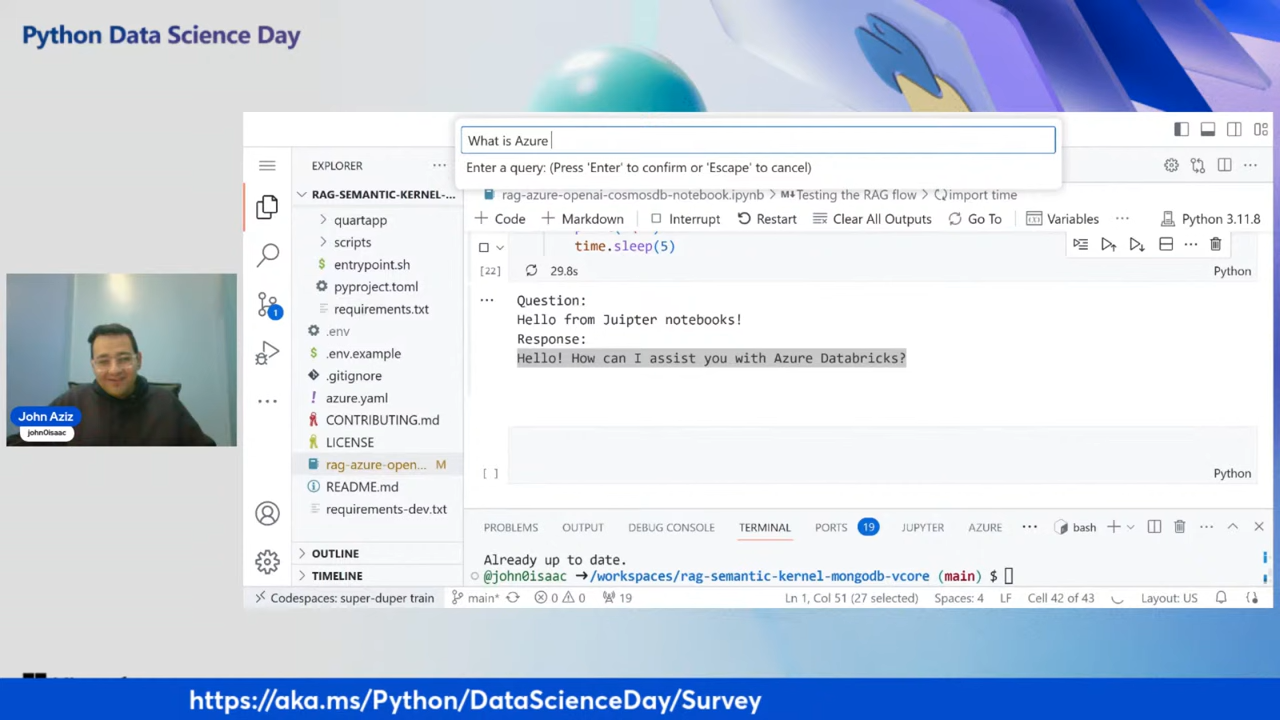 Python Data Science Day
What is Azure
Enter a query: (Press 'Enter' to confirm or 'Escape' to cancel)
EXPLORER
RAG-SEMANTIC-KERNEL-...
quartapp
scripts
$ entrypoint.sh
pyproject.toml
requirements.txt
.env
$ .env.example
.gitignore
! azure.yaml
CONTRIBUTING.md
LICENSE
rag-azure-open... M
README.md
requirements-dev.txt
OUTLINE
TIMELINE
1
rag-azure-openai-cosmosdb-notebook.ipynb > Testing the RAG flow > import time
+ Code + Markdown Interrupt Restart Clear All Outputs Go To Variables ... Python 3.11.8
time.sleep(5)
[22] 29.8s Python
Question:
Hello from Juipter notebooks!
Response:
Hello! How can I assist you with Azure Databricks?
[ ] Python
PROBLEMS OUTPUT DEBUG CONSOLE TERMINAL PORTS 19 JUPYTER AZURE ... bash
Already up to date.
@john0isaac →/workspaces/rag-semantic-kernel-mongodb-vcore (main) $
Codespaces: super-duper train main* 0 0 19 Ln 1, Col 51 (27 selected) Spaces: 4 LF Cell 42 of 43 Layout: US
John Aziz
john0isaac
https://aka.ms/Python/DataScienceDay/Survey